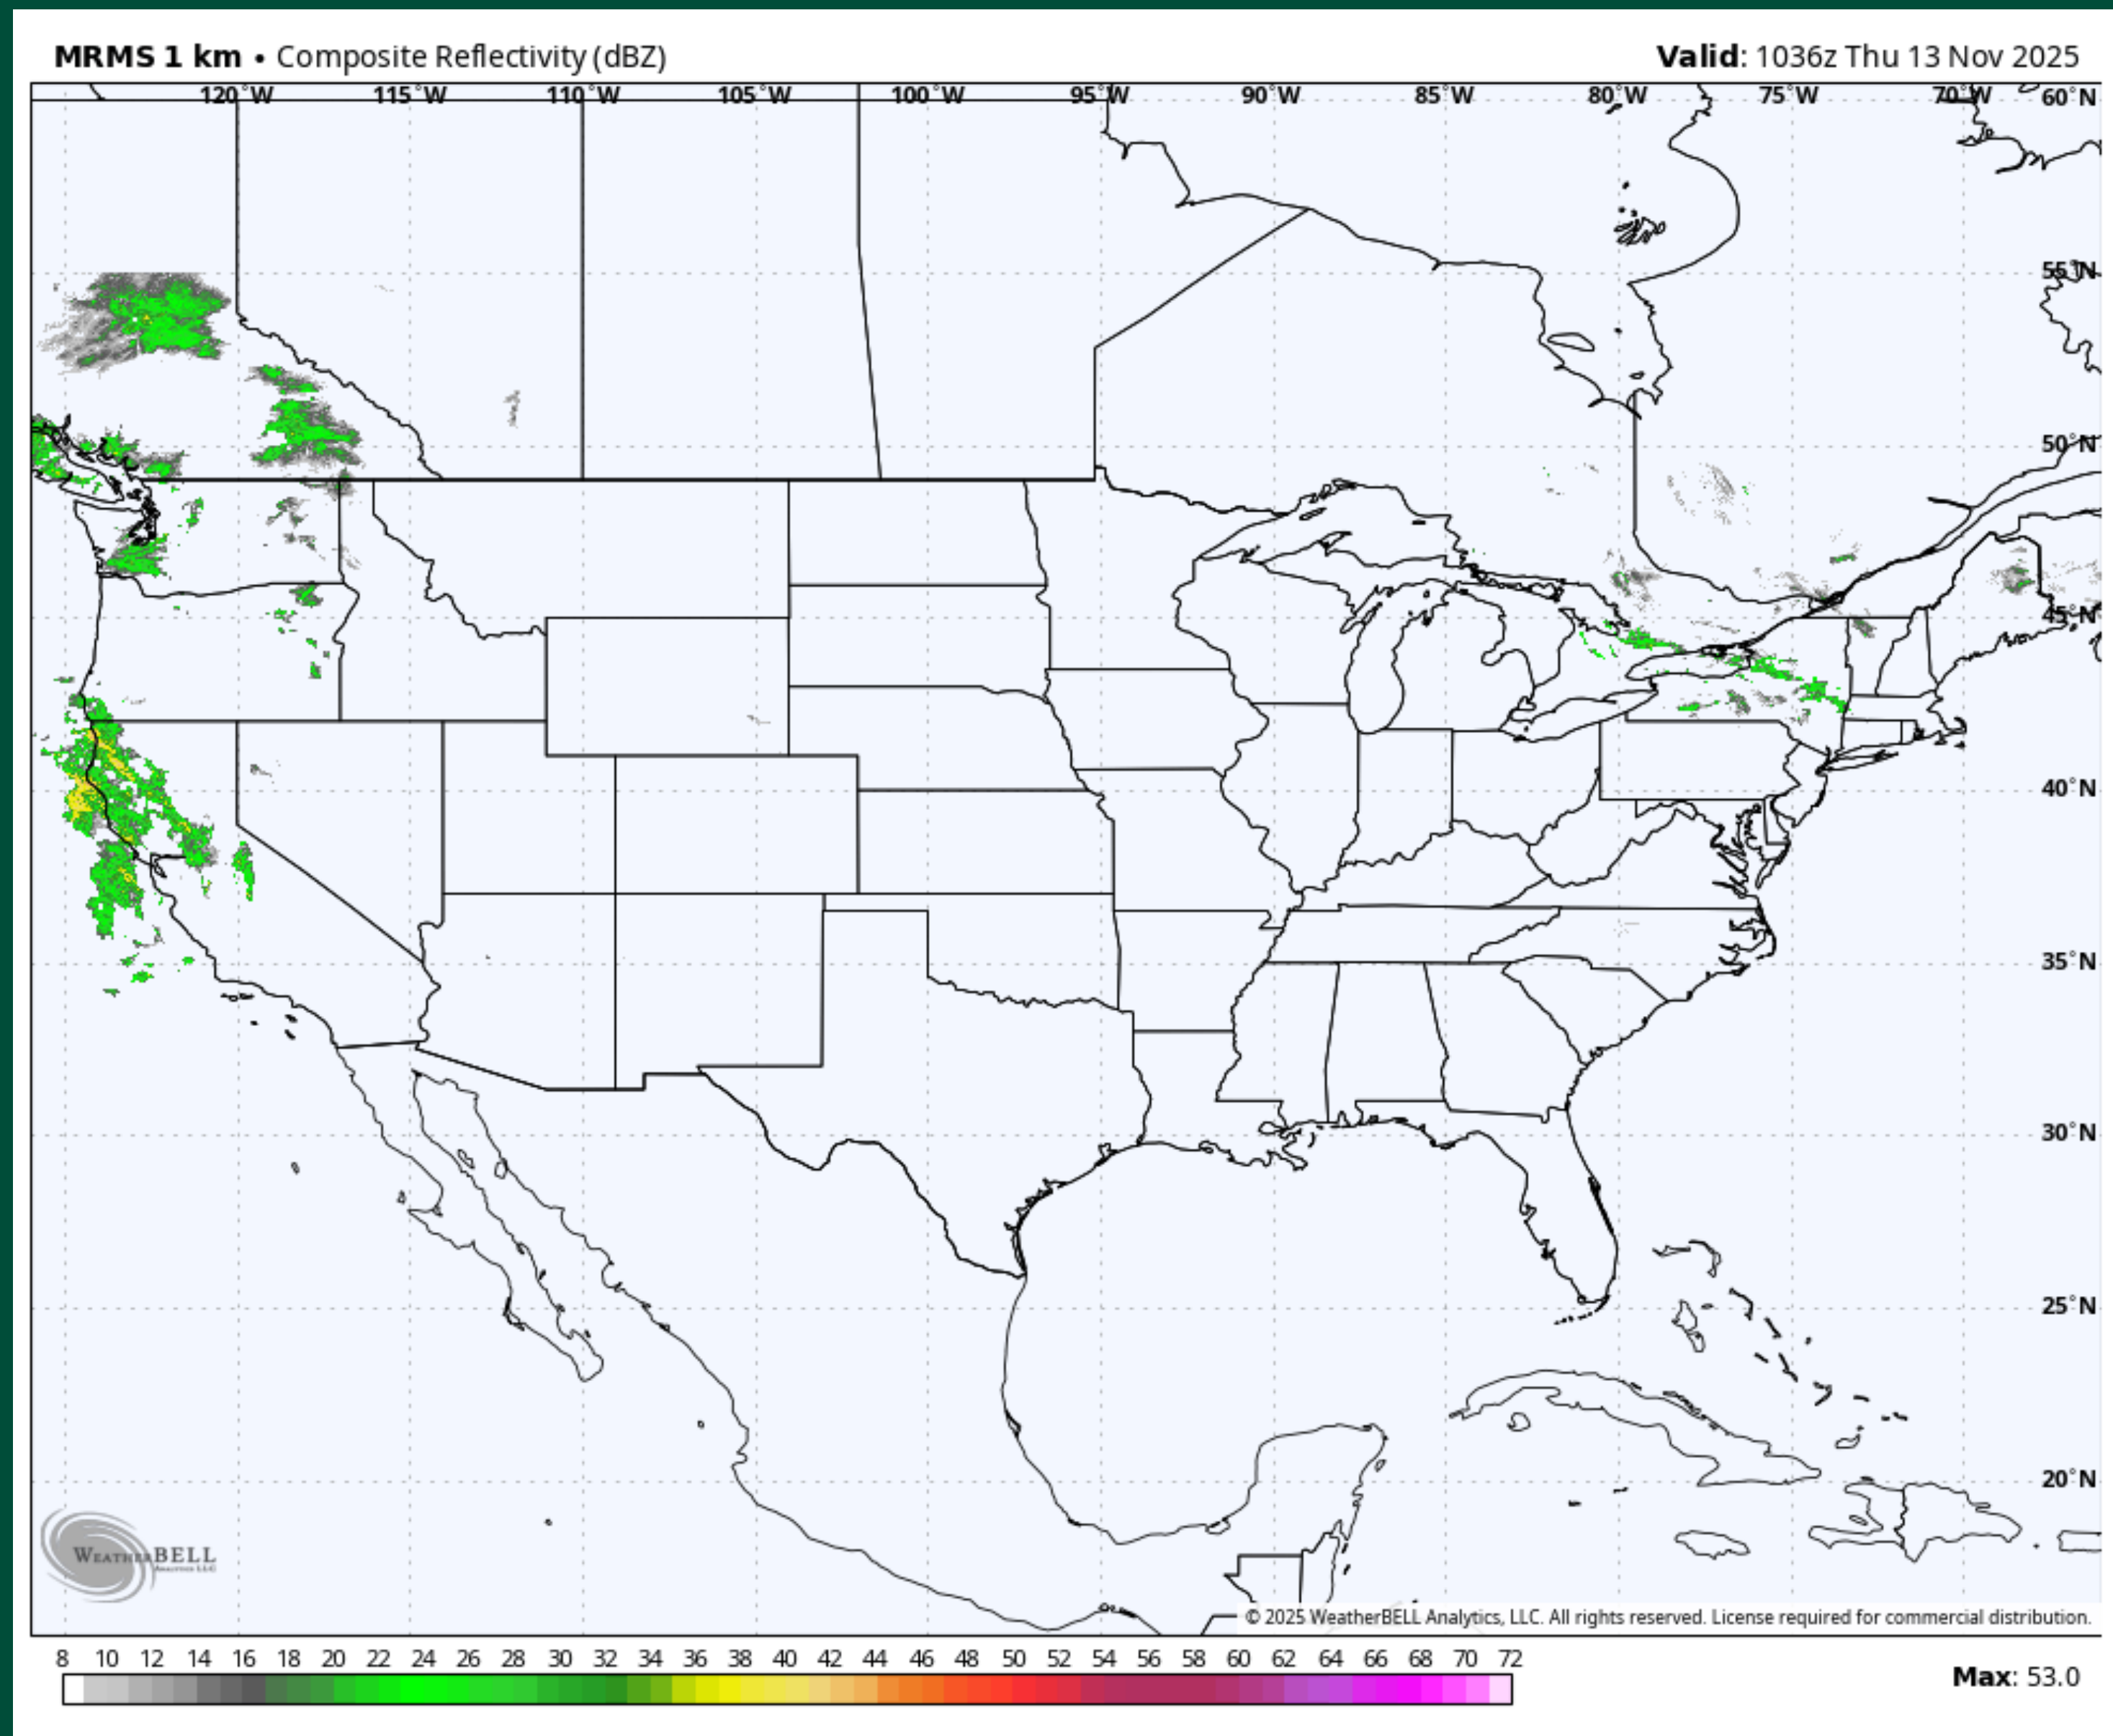 MRMS 1 km • Composite Reflectivity (dBZ)
Valid: 1036z Thu 13 Nov 2025
120°W 115°W 110°W 105°W 100°W 95°W 90°W 85°W 80°W 75°W 70°W 60°N
55°N
50°N
45°N
40°N
35°N
30°N
25°N
20°N
WEATHERBELL
ANALYTICS LLC
© 2025 WeatherBELL Analytics, LLC. All rights reserved. License required for commercial distribution.
8 10 12 14 16 18 20 22 24 26 28 30 32 34 36 38 40 42 44 46 48 50 52 54 56 58 60 62 64 66 68 70 72
Max: 53.0